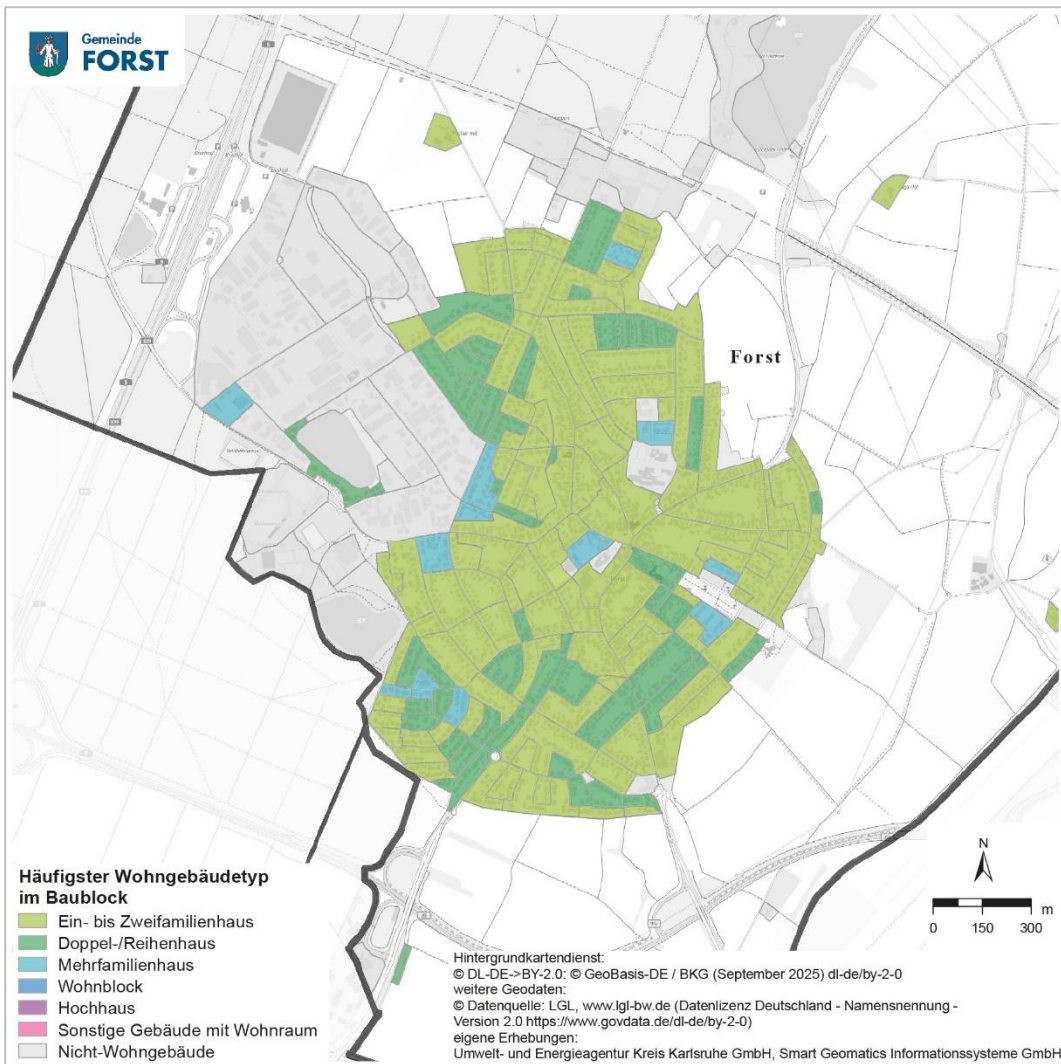 Gemeinde
FORST
Forst
Häufigster Wohngebäudetyp
im Baublock
Ein- bis Zweifamilienhaus
Doppel-/Reihenhaus
Mehrfamilienhaus
Wohnblock
Hochhaus
Sonstige Gebäude mit Wohnraum
Nicht-Wohngebäude
N
0 150 300 m
Hintergrundkartendienst:
© DL-DE->BY-2.0: © GeoBasis-DE / BKG (September 2025) dl-de/by-2-0
weitere Geodaten:
© Datenquelle: LGL, www.lgl-bw.de (Datenlizenz Deutschland - Namensnennung -
Version 2.0 https://www.govdata.de/dl-de/by-2-0)
eigene Erhebungen:
Umwelt- und Energieagentur Kreis Karlsruhe GmbH, Smart Geomatics Informationssysteme GmbH